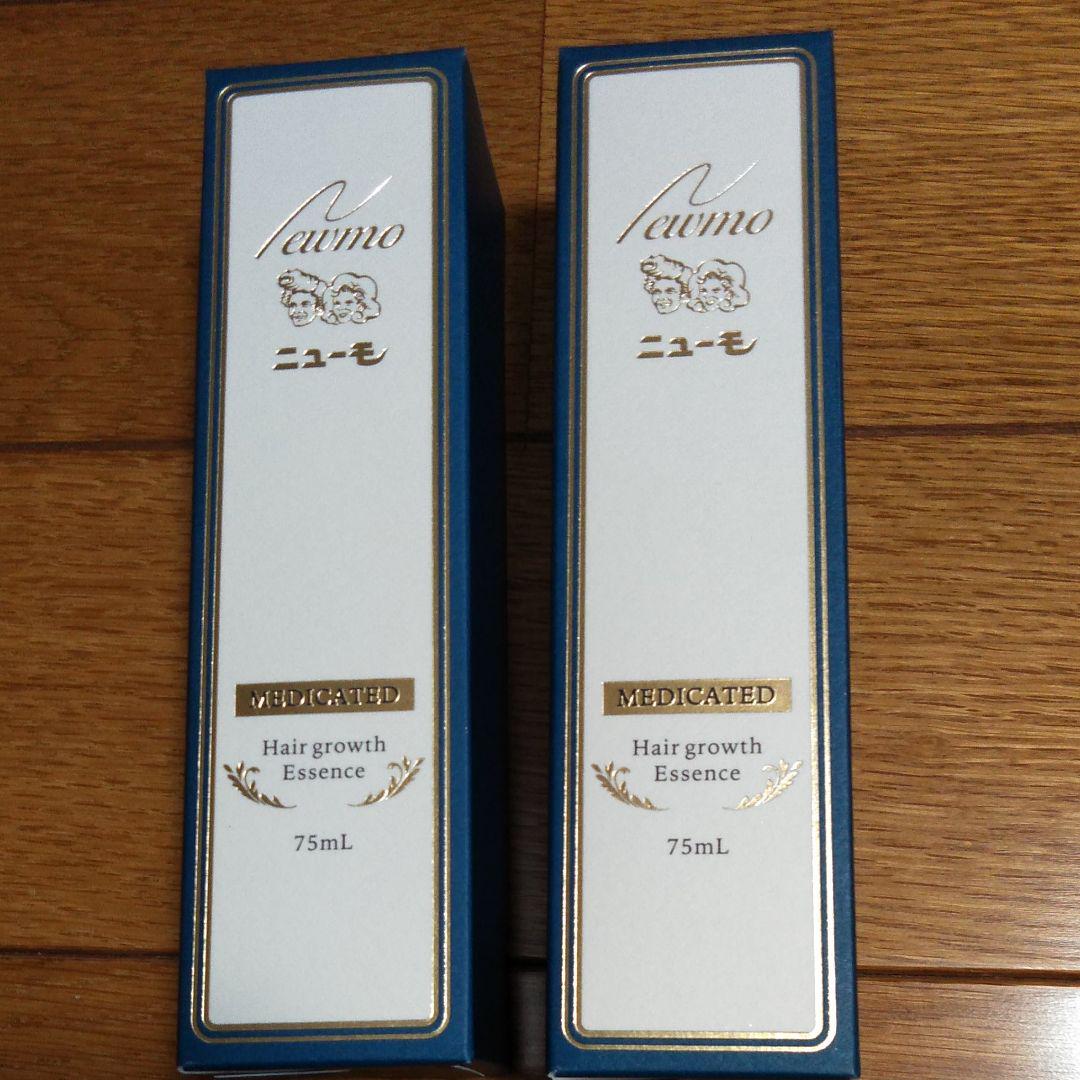 Newmo
ニューモ
MEDICATED
Hair growth
Essence
75mL
Newmo
ニューモ
MEDICATED
Hair growth
Essence
75mL